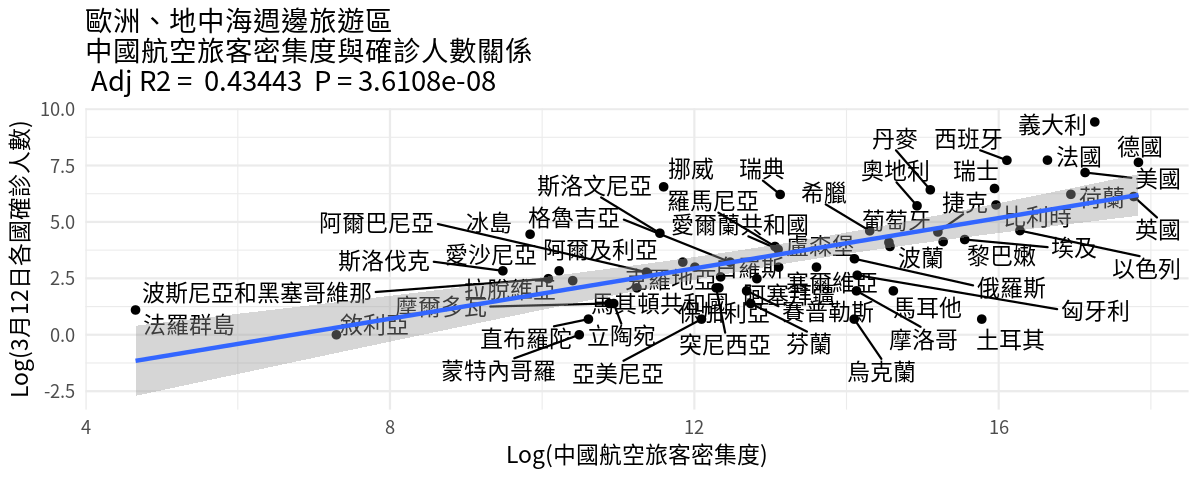 歐洲、地中海週邊旅遊區
中國航空旅客密集度與確診人數關係
Adj R2 = 0.43443 P = 3.6108e-08
Log(3月12日各國確診人數)
10.0
7.5
5.0
2.5
0.0
-2.5
義大利
丹麥 西班牙
法國 德國
挪威 瑞典 奧地利 瑞士 美國
斯洛文尼亞 羅馬尼亞 希臘 捷克 荷蘭
阿爾巴尼亞 冰島 格魯吉亞 愛爾蘭共和國 葡萄牙 比利時 英國
斯洛伐克 愛沙尼亞 阿爾及利亞 盧森堡 波蘭 黎巴嫩 埃及
克羅地亞 白羅斯 以色列
波斯尼亞和黑塞哥維那 拉脫維亞 阿塞拜疆 塞爾維亞 俄羅斯
法羅群島 摩爾多瓦 馬其頓共和國 保加利亞 賽普勒斯 馬耳他 匈牙利
敘利亞
直布羅陀 立陶宛 突尼西亞 芬蘭 摩洛哥 土耳其
蒙特內哥羅 亞美尼亞 烏克蘭
4 8 12 16
Log(中國航空旅客密集度)